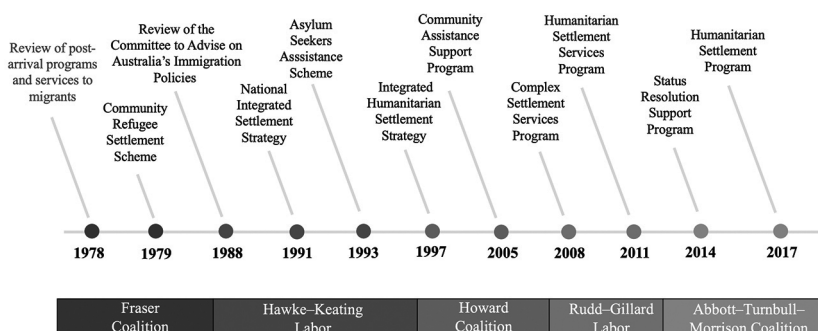 Review of post-
arrival programs
and services to
migrants
Community
Refugee
Settlement
Scheme
Review of the
Committee to Advise on
Australia's Immigration
Policies
National
Integrated
Settlement
Strategy
Asylum
Seekers
Asssistance
Scheme
Integrated
Humanitarian
Settlement
Strategy
Community
Assistance
Support
Program
Complex
Settlement
Services
Program
Humanitarian
Settlement
Services
Program
Status
Resolution
Support
Program
Humanitarian
Settlement
Program
1978
1979
1988
1991
1993
1997
2005
2008
2011
2014
2017
Fraser
Coalition
Hawke–Keating
Labor
Howard
Coalition
Rudd–Gillard
Labor
Abbott–Turnbull–
Morrison Coalition